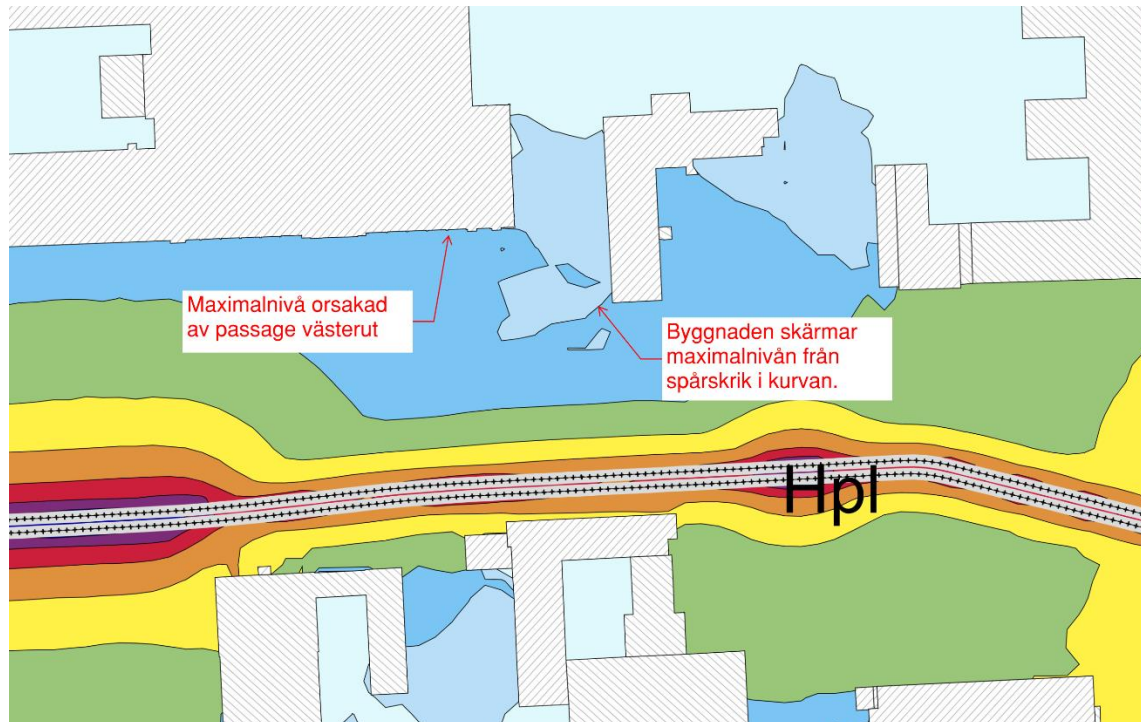 Maximalnivå orsakad
av passage västerut
Byggnaden skärmar
maximalnivån från
spårskrik i kurvan.
Hpl